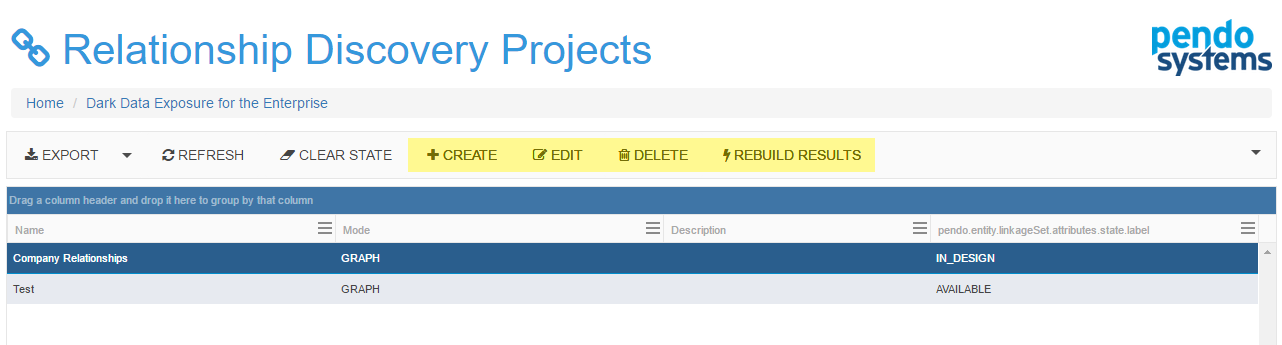 Relationship Discovery Projects
pendo
systems
Home / Dark Data Exposure for the Enterprise
EXPORT REFRESH CLEAR STATE CREATE EDIT DELETE REBUILD RESULTS
Drag a column header and drop it here to group by that column
Name Mode Description pendo.entity.linkageSet.attributes.state.label
Company Relationships GRAPH IN_DESIGN
Test GRAPH AVAILABLE